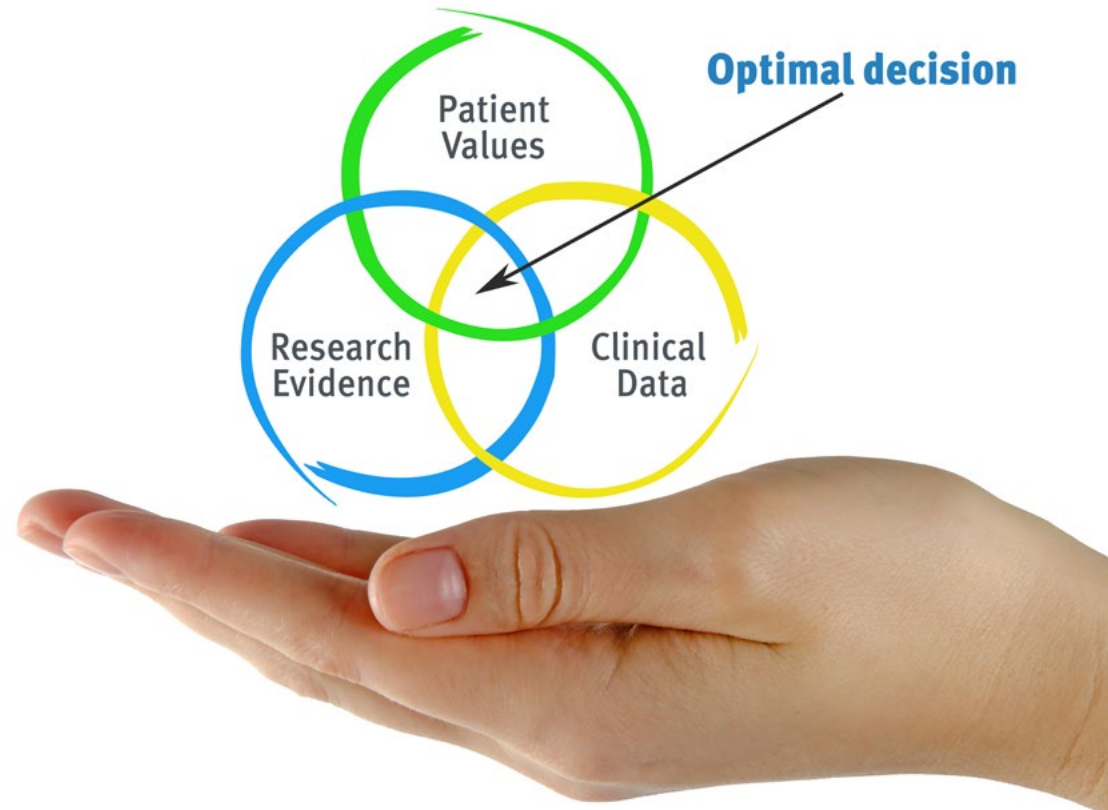 Optimal decision
Patient
Values
Research
Evidence
Clinical
Data